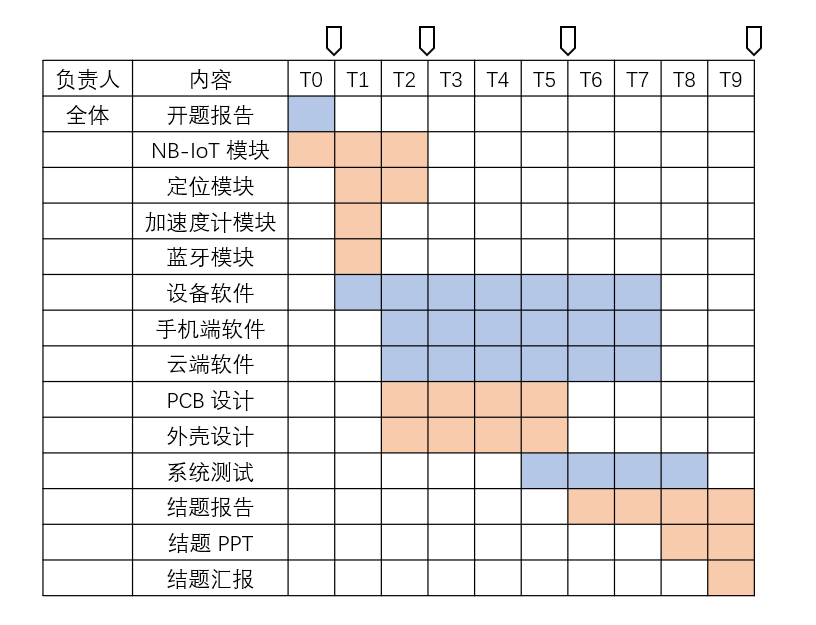 负责人 内容 T0 T1 T2 T3 T4 T5 T6 T7 T8 T9
全体 开题报告
NB-IoT 模块
定位模块
加速度计模块
蓝牙模块
设备软件
手机端软件
云端软件
PCB 设计
外壳设计
系统测试
结题报告
结题 PPT
结题汇报